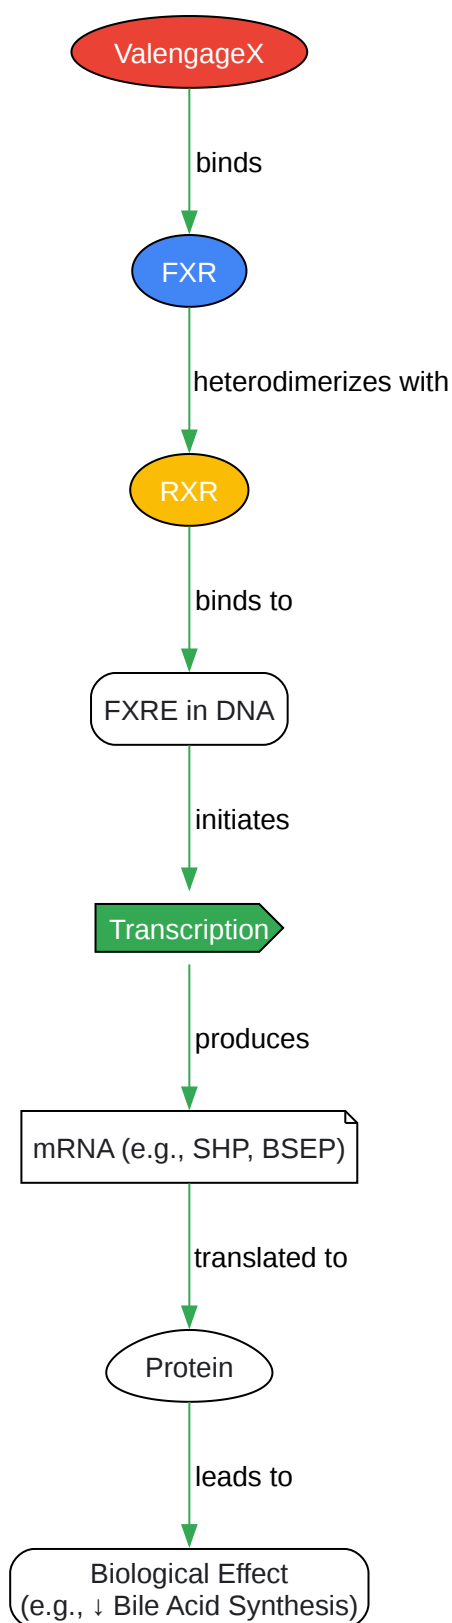 ValengageX
binds
FXR
heterodimerizes with
RXR
binds to
FXRE in DNA
initiates
Transcription
produces
mRNA (e.g., SHP, BSEP)
translated to
Protein
leads to
Biological Effect
(e.g., ↓ Bile Acid Synthesis)